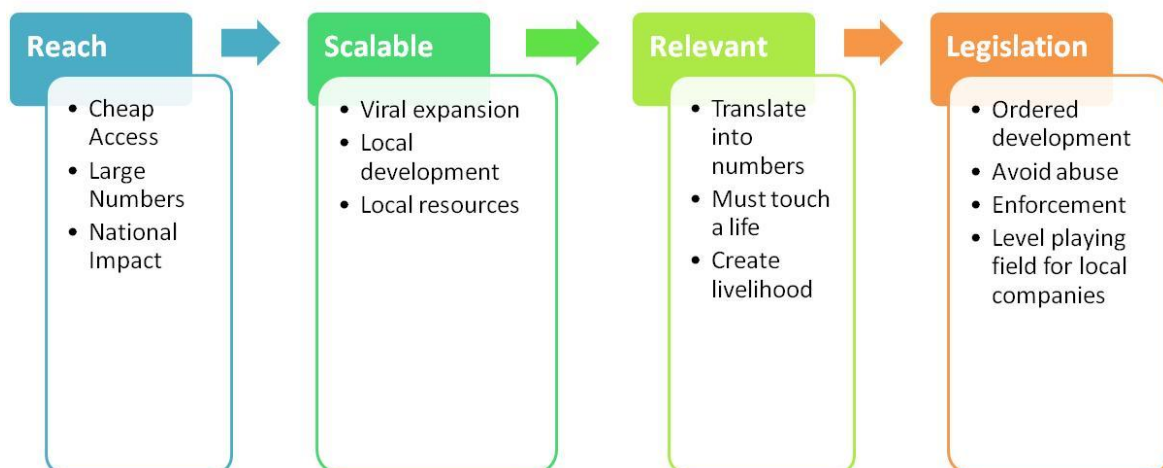 Reach
• Cheap
Access
• Large
Numbers
• National
Impact
Scalable
• Viral expansion
• Local
development
• Local resources
Relevant
• Translate
into
numbers
• Must touch
a life
• Create
livelihood
Legislation
• Ordered
development
• Avoid abuse
• Enforcement
• Level playing
field for local
companies